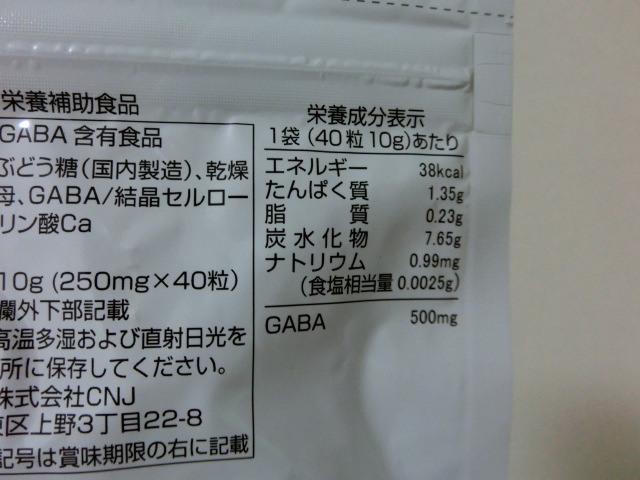 栄養補助食品
GABA 含有食品
ぶどう糖(国内製造)、乾燥
母、GABA/結晶セルロー
リン酸Ca
10g (250mg×40粒)
欄外下部記載
高温多湿および直射日光を
所に保存してください。
株式会社CNJ
東区上野3丁目22-8
記号は賞味期限の右に記載
栄養成分表示
1袋(40粒10g)あたり
エネルギー 38kcal
たんぱく質 1.35g
脂質 0.23g
炭水化物 7.65g
ナトリウム 0.99mg
(食塩相当量 0.0025g)
GABA 500mg